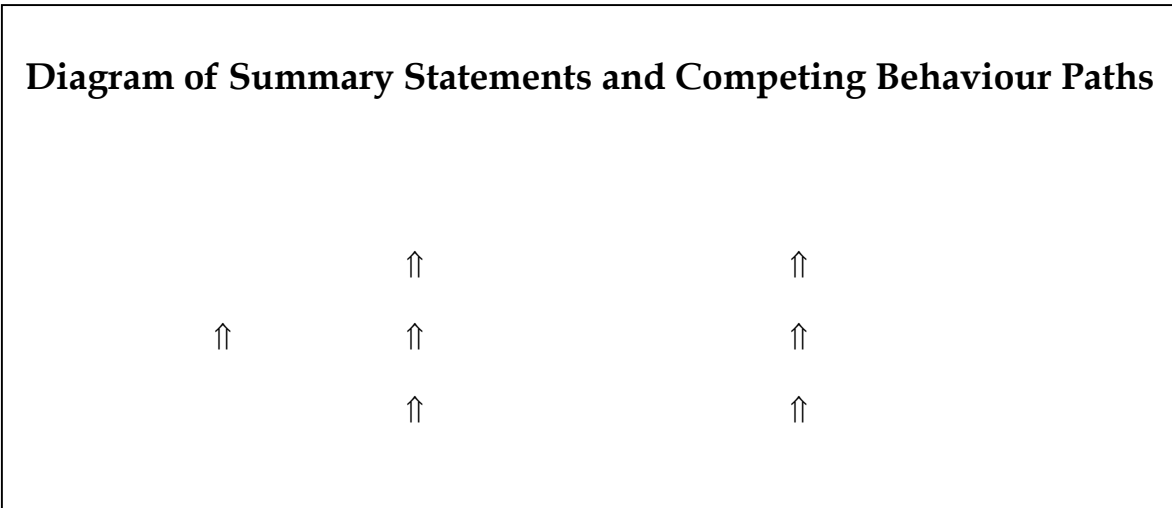 Diagram of Summary Statements and Competing Behaviour Paths
⇑ ⇑
⇑ ⇑ ⇑
⇑ ⇑